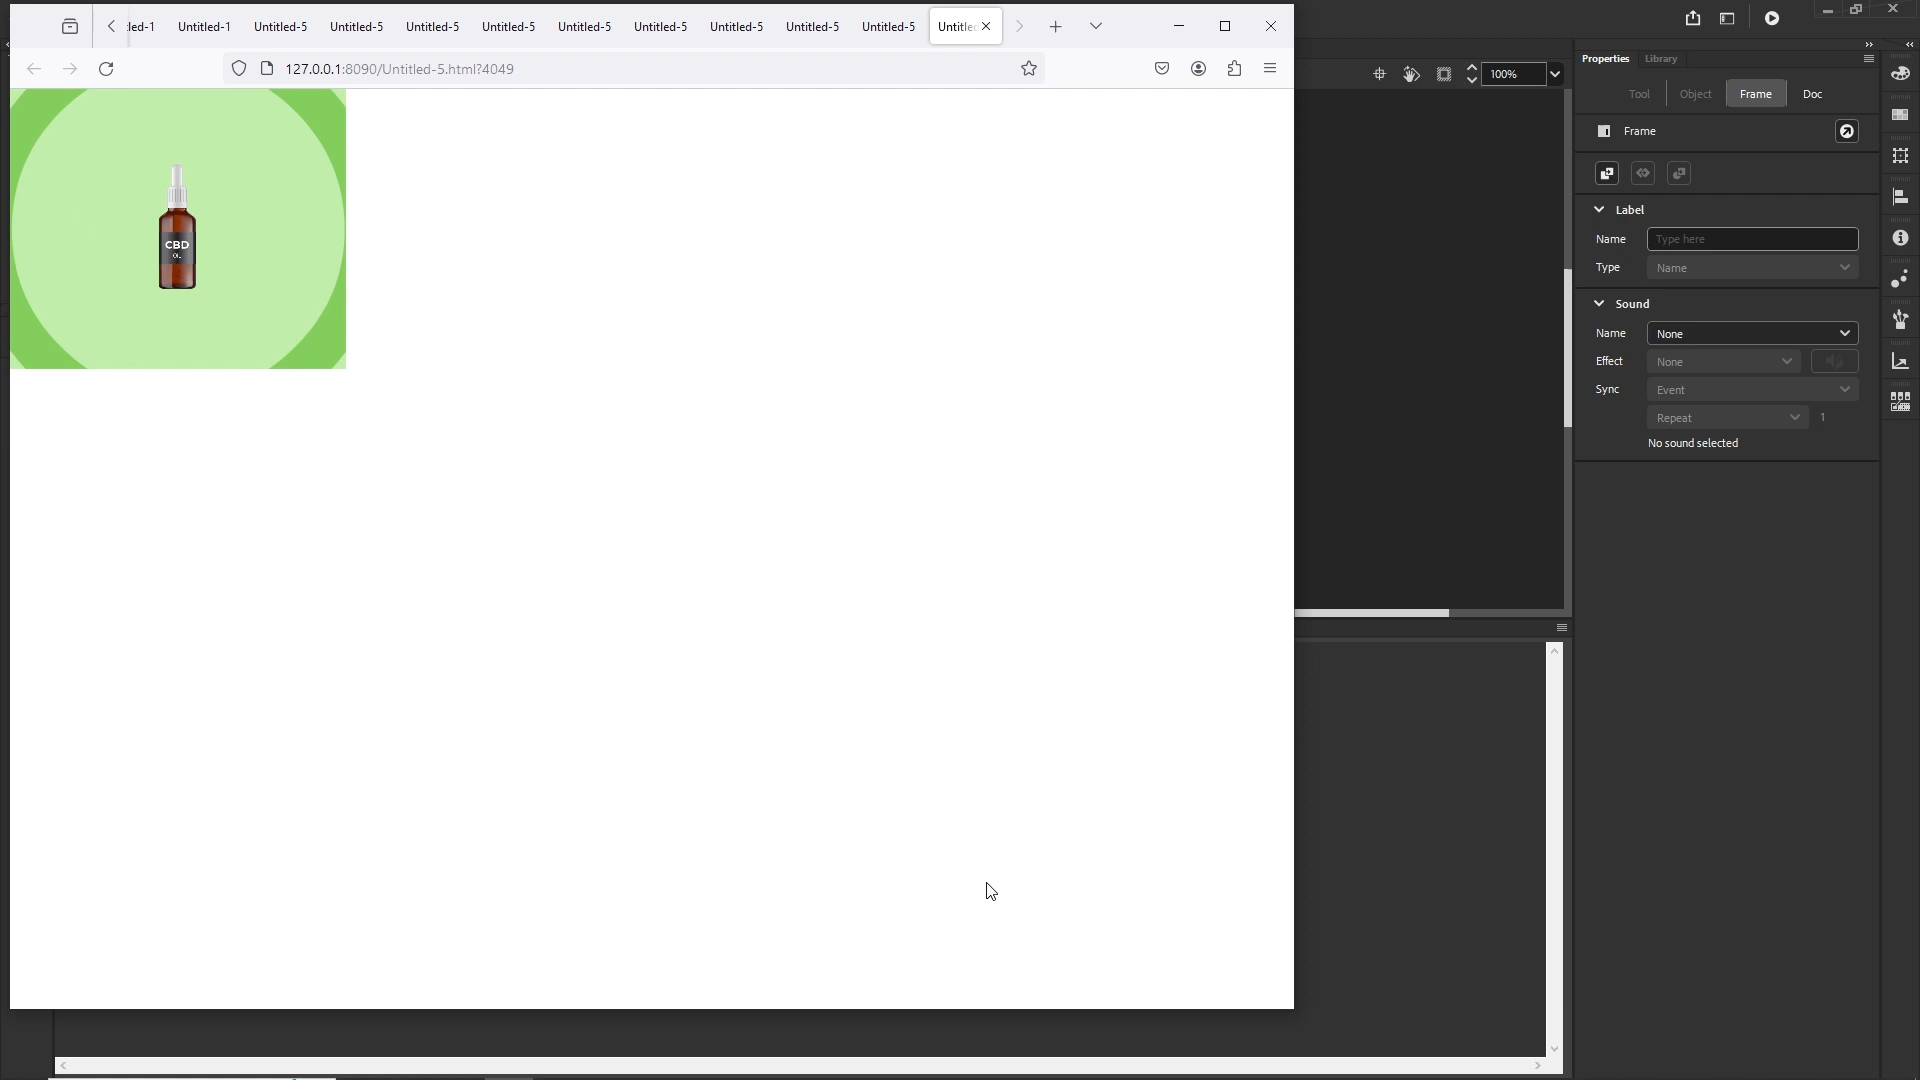 led-1 Untitled-1 Untitled-5 Untitled-5 Untitled-5 Untitled-5 Untitled-5 Untitled-5 Untitled-5 Untitled-5 Untitled-5 Untitled
127.0.0.1:8090/Untitled-5.html?4049
CBD
OIL
100%
Properties Library
Tool Object Frame Doc
Frame
Label
Name Type here
Type Name
Sound
Name None
Effect None
Sync Event
Repeat 1
No sound selected